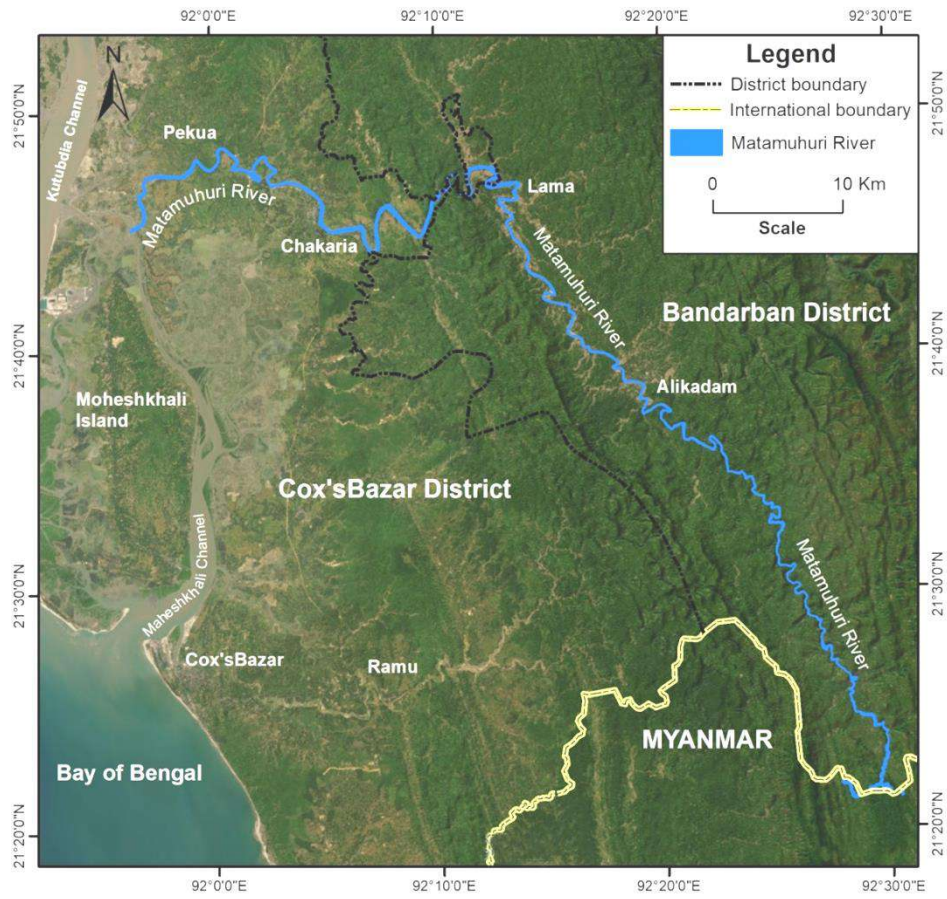 92°0'0"E
92°10'0"E
92°20'0"E
92°30'0"E
N
Legend
District boundary
International boundary
Matamuhuri River
0 10 Km
Scale
21°50'0"N
21°50'0"N
Kutubdia Channel
Pekua
Matamuhuri River
Lama
Chakaria
Matamuhuri River
Bandarban District
21°40'0"N
21°40'0"N
Alikadam
Moheshkhali
Island
Cox'sBazar District
Maheshkhali Channel
Matamuhuri River
21°30'0"N
21°30'0"N
Cox'sBazar
Ramu
MYANMAR
Bay of Bengal
21°20'0"N
21°20'0"N
92°0'0"E
92°10'0"E
92°20'0"E
92°30'0"E